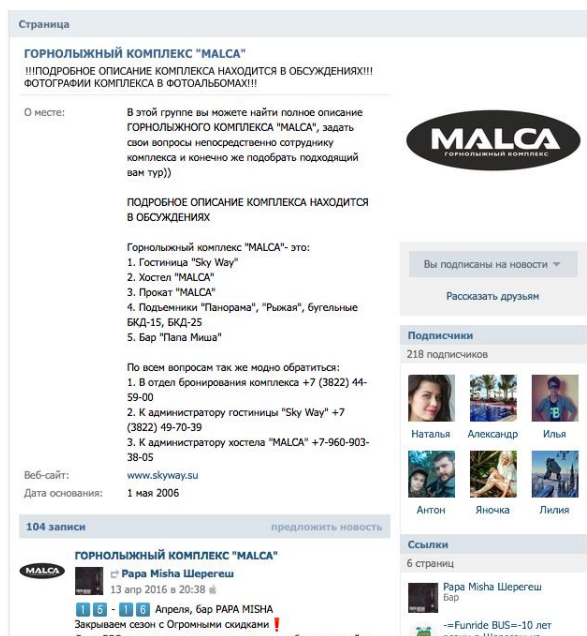 Страница
ГОРНОЛЫЖНЫЙ КОМПЛЕКС "MALCA"
!!!ПОДРОБНОЕ ОПИСАНИЕ КОМПЛЕКСА НАХОДИТСЯ В ОБСУЖДЕНИЯХ!!!
ФОТОГРАФИИ КОМПЛЕКСА В ФОТОАЛЬБОМАХ!!!
О месте:
В этой группе вы можете найти полное описание
ГОРНОЛЫЖНОГО КОМПЛЕКСА "MALCA", задать
свои вопросы непосредственно сотруднику
комплекса и конечно же подобрать подходящий
вам тур))
ПОДРОБНОЕ ОПИСАНИЕ КОМПЛЕКСА НАХОДИТСЯ
В ОБСУЖДЕНИЯХ
Горнолыжный комплекс "MALCA"- это:
1. Гостиница "Sky Way"
2. Хостел "MALCA"
3. Прокат "MALCA"
4. Подъемники "Панорама", "Рыжая", бугельные
БКД-15, БКД-25
5. Бар "Папа Миша"
По всем вопросам так же модно обратиться:
1. В отдел бронирования комплекса +7 (3822) 44-
59-00
2. К администратору гостиницы "Sky Way" +7
(3822) 49-70-39
3. К администратору хостела "MALCA" +7-960-903-
38-05
Веб-сайт: www.skyway.su
Дата основания: 1 мая 2006
104 записи предложить новость
MALCA
ГОРНОЛЫЖНЫЙ КОМПЛЕКС "MALCA"
Papa Misha Шерегеш
13 апр 2016 в 20:38
15 - 16 Апреля, бар PAPA MISHA
Закрываем сезон с Огромными скидками❗
MALCA
ГОРНОЛЫЖНЫЙ КОМПЛЕКС
Вы подписаны на новости
Рассказать друзьям
Подписчики
218 подписчиков
Наталья Александр Илья
Антон Яночка Лилия
Ссылки
6 страниц
Papa Misha Шерегеш
Бар
-=Funride BUS=-10 лет